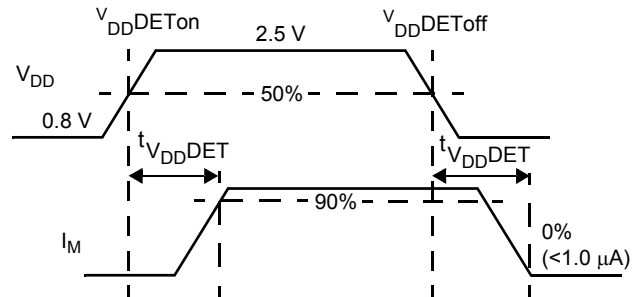 VDDDETon
VDDDEToff
2.5 V
VDD
50%
0.8 V
tVDDDET
tVDDDET
90%
IM
0%
(<1.0 μA)